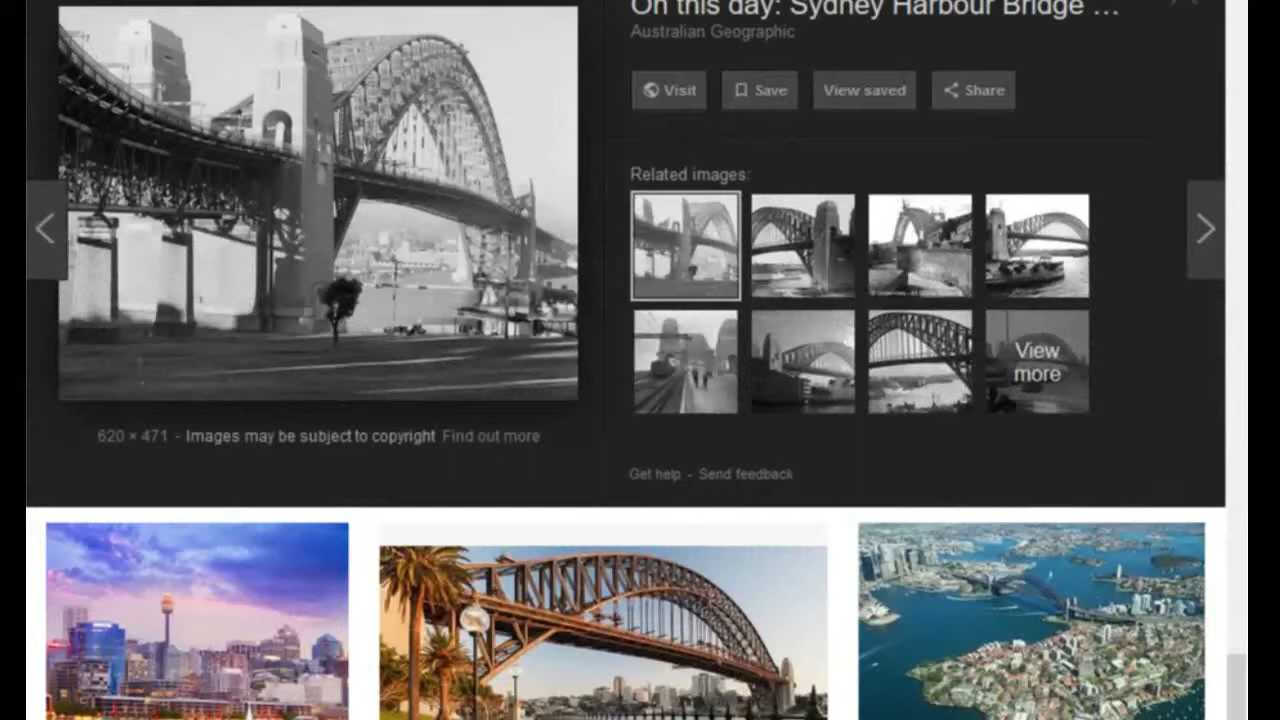 On this day: Sydney Harbour Bridge ...
Australian Geographic
Visit
Save
View saved
Share
Related images:
View
more
620 × 471 - Images may be subject to copyright Find out more
Get help - Send feedback